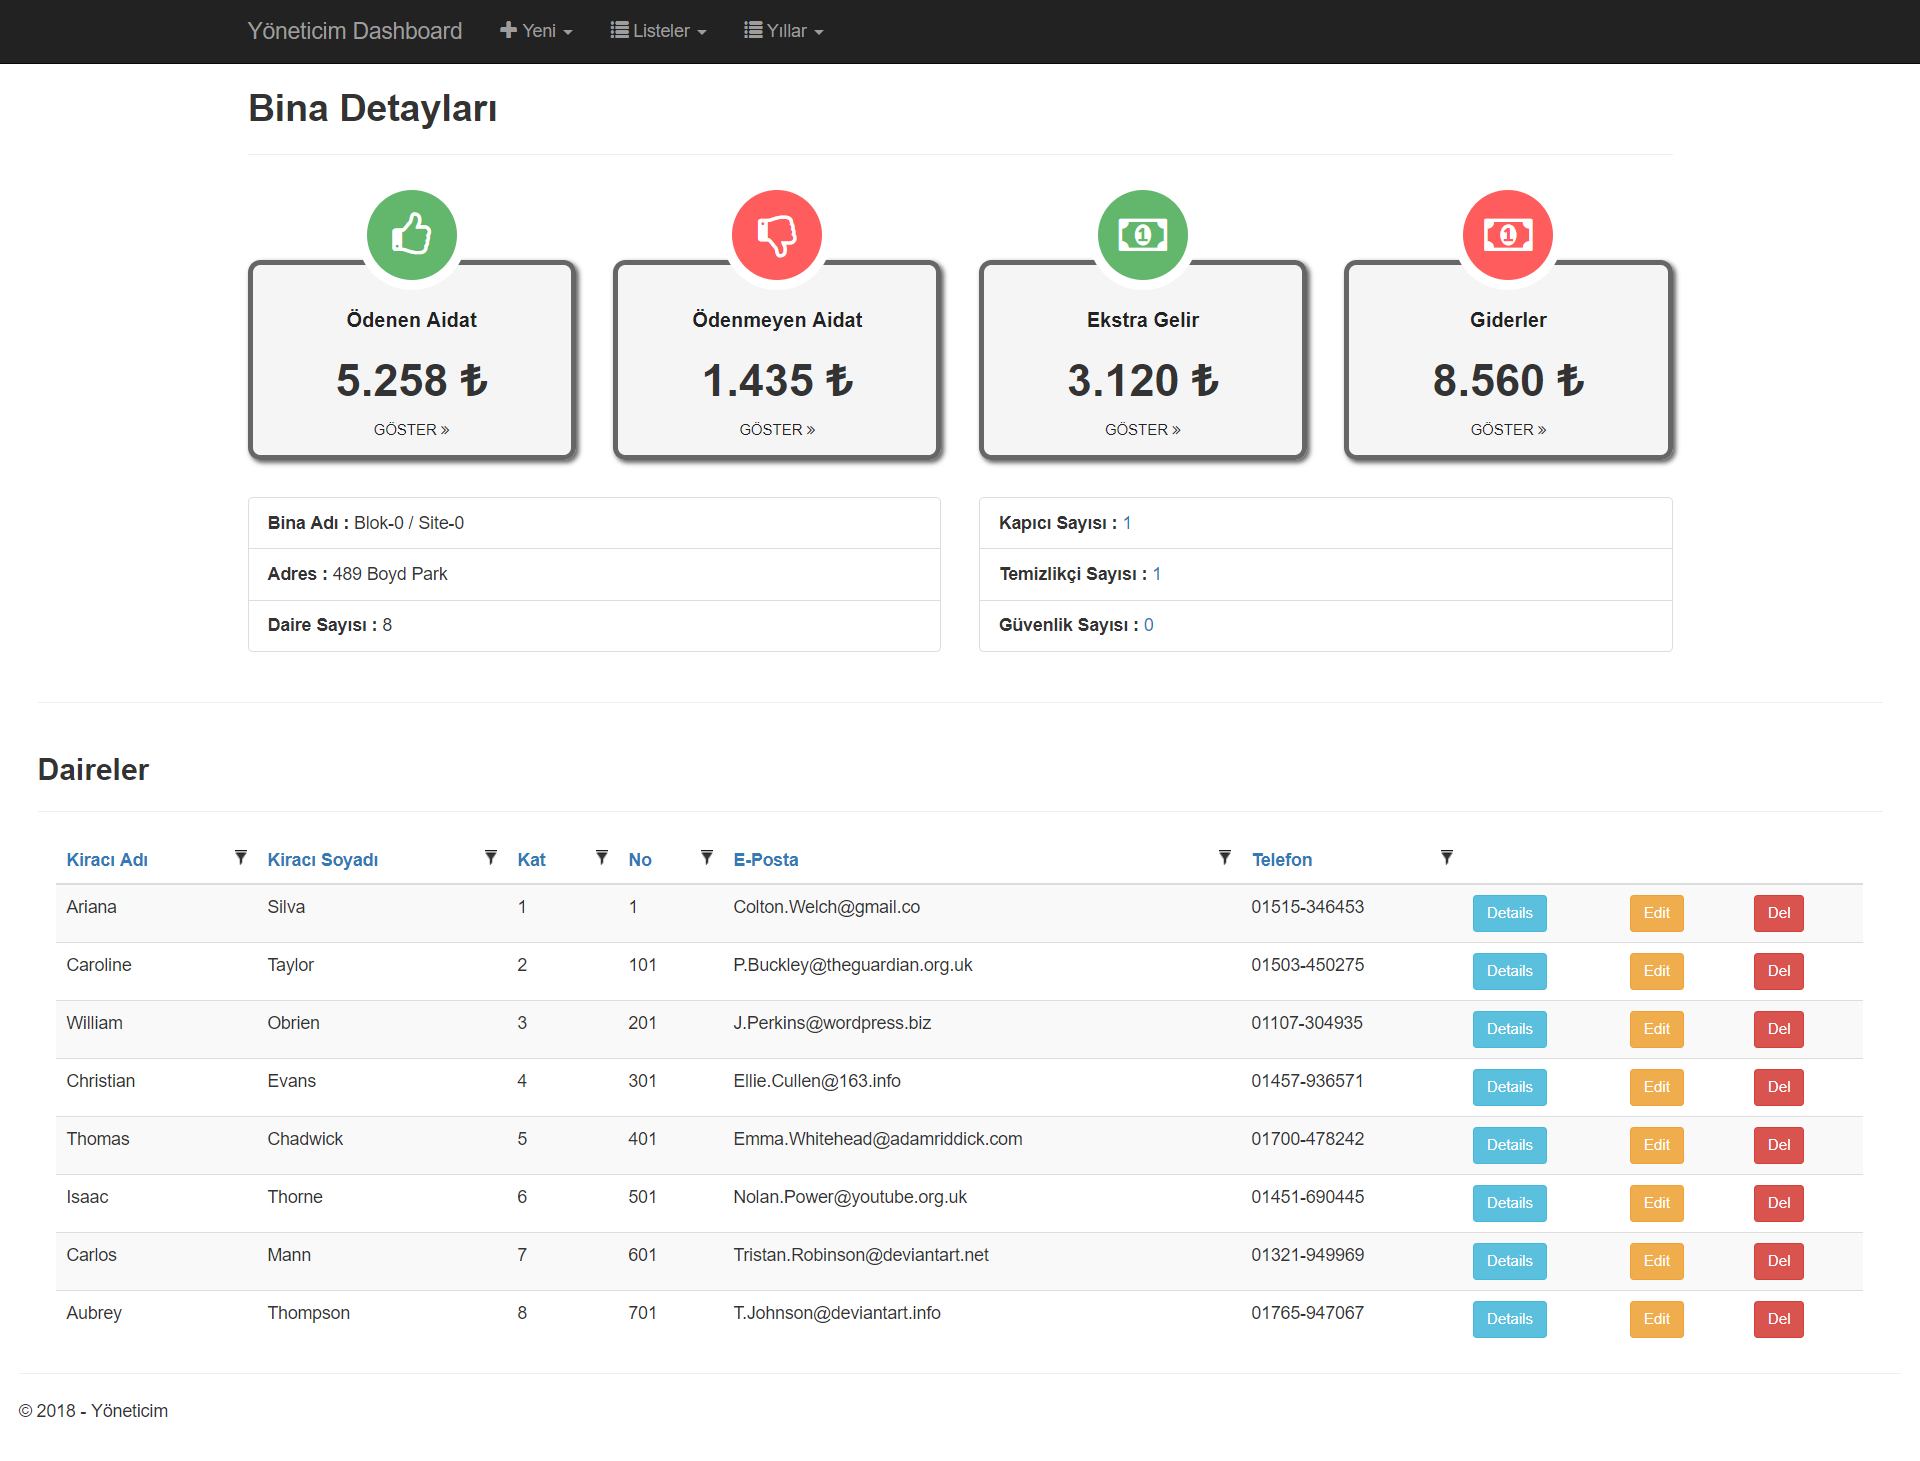 Yöneticim Dashboard Yeni Listeler Yıllar
Bina Detayları
Ödenen Aidat
5.258 ₺
GÖSTER »
Ödenmeyen Aidat
1.435 ₺
GÖSTER »
Ekstra Gelir
3.120 ₺
GÖSTER »
Giderler
8.560 ₺
GÖSTER »
Bina Adı : Blok-0 / Site-0
Adres : 489 Boyd Park
Daire Sayısı : 8
Kapıcı Sayısı : 1
Temizlikçi Sayısı : 1
Güvenlik Sayısı : 0
Daireler
Kiracı Adı Kiracı Soyadı Kat No E-Posta Telefon
Ariana Silva 1 1 Colton.Welch@gmail.co 01515-346453 Details Edit Del
Caroline Taylor 2 101 P.Buckley@theguardian.org.uk 01503-450275 Details Edit Del
William Obrien 3 201 J.Perkins@wordpress.biz 01107-304935 Details Edit Del
Christian Evans 4 301 Ellie.Cullen@163.info 01457-936571 Details Edit Del
Thomas Chadwick 5 401 Emma.Whitehead@adamriddick.com 01700-478242 Details Edit Del
Isaac Thorne 6 501 Nolan.Power@youtube.org.uk 01451-690445 Details Edit Del
Carlos Mann 7 601 Tristan.Robinson@deviantart.net 01321-949969 Details Edit Del
Aubrey Thompson 8 701 T.Johnson@deviantart.info 01765-947067 Details Edit Del
© 2018 - Yöneticim